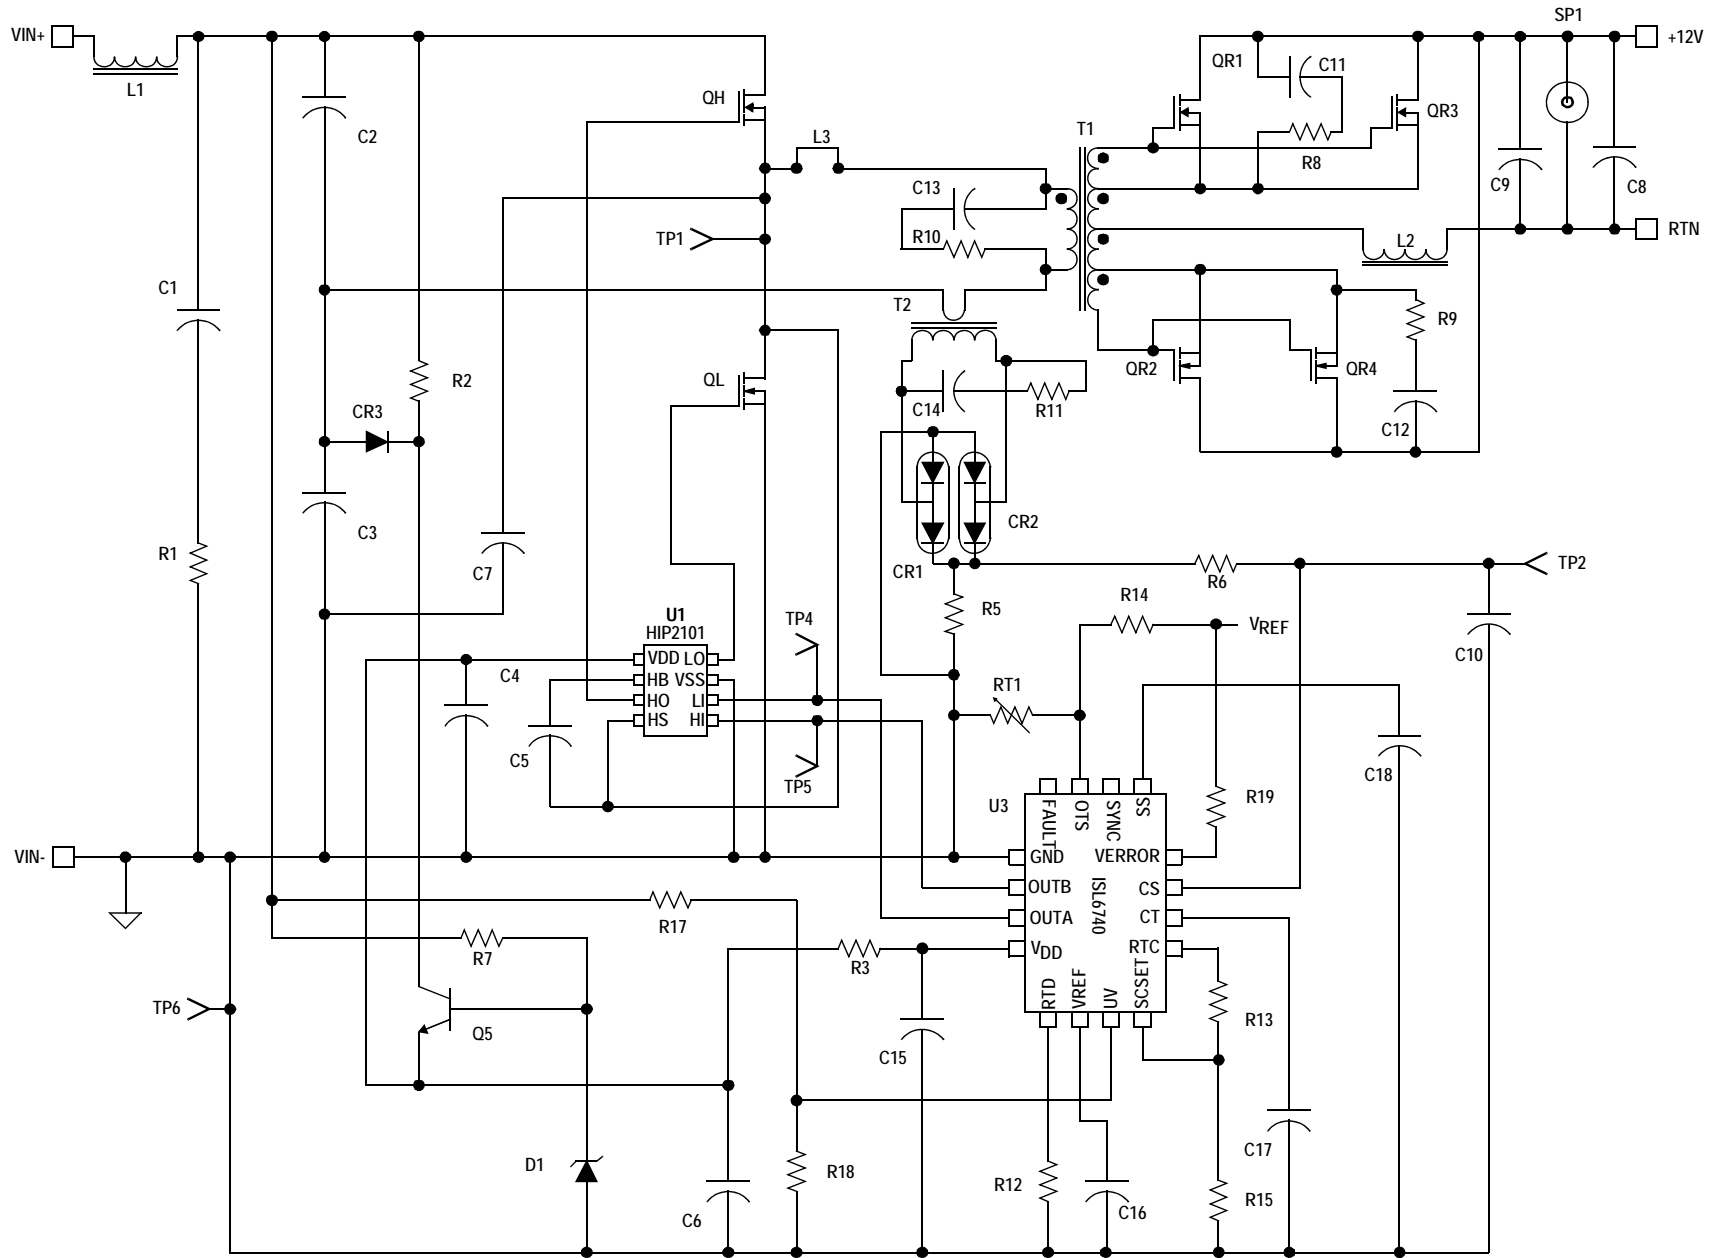 SP1
VIN+
L1
+12V
QR1
C11
QH
QR3
C2
L3
T1
R8
C13
C9
C8
TP1
R10
L2
RTN
C1
T2
R9
QL
R2
QR2
QR4
CR3
C14
R11
C12
C3
CR2
R1
C7
CR1
R6
TP2
R14
U1
TP4
R5
HIP2101
VREF
C10
VDD
LO
C4
HB
VSS
RT1
HO
LI
HS
HI
C5
TP5
C18
U3
FAULT
OTS
SYNC
SS
R19
VIN-
GND
VERROR
OUTB
ISL6740
CS
OUTA
CT
R17
VDD
RTC
R7
R3
RTD
VREF
UV
SCSET
TP6
Q5
R13
C15
D1
R18
C17
R12
C6
C16
R15